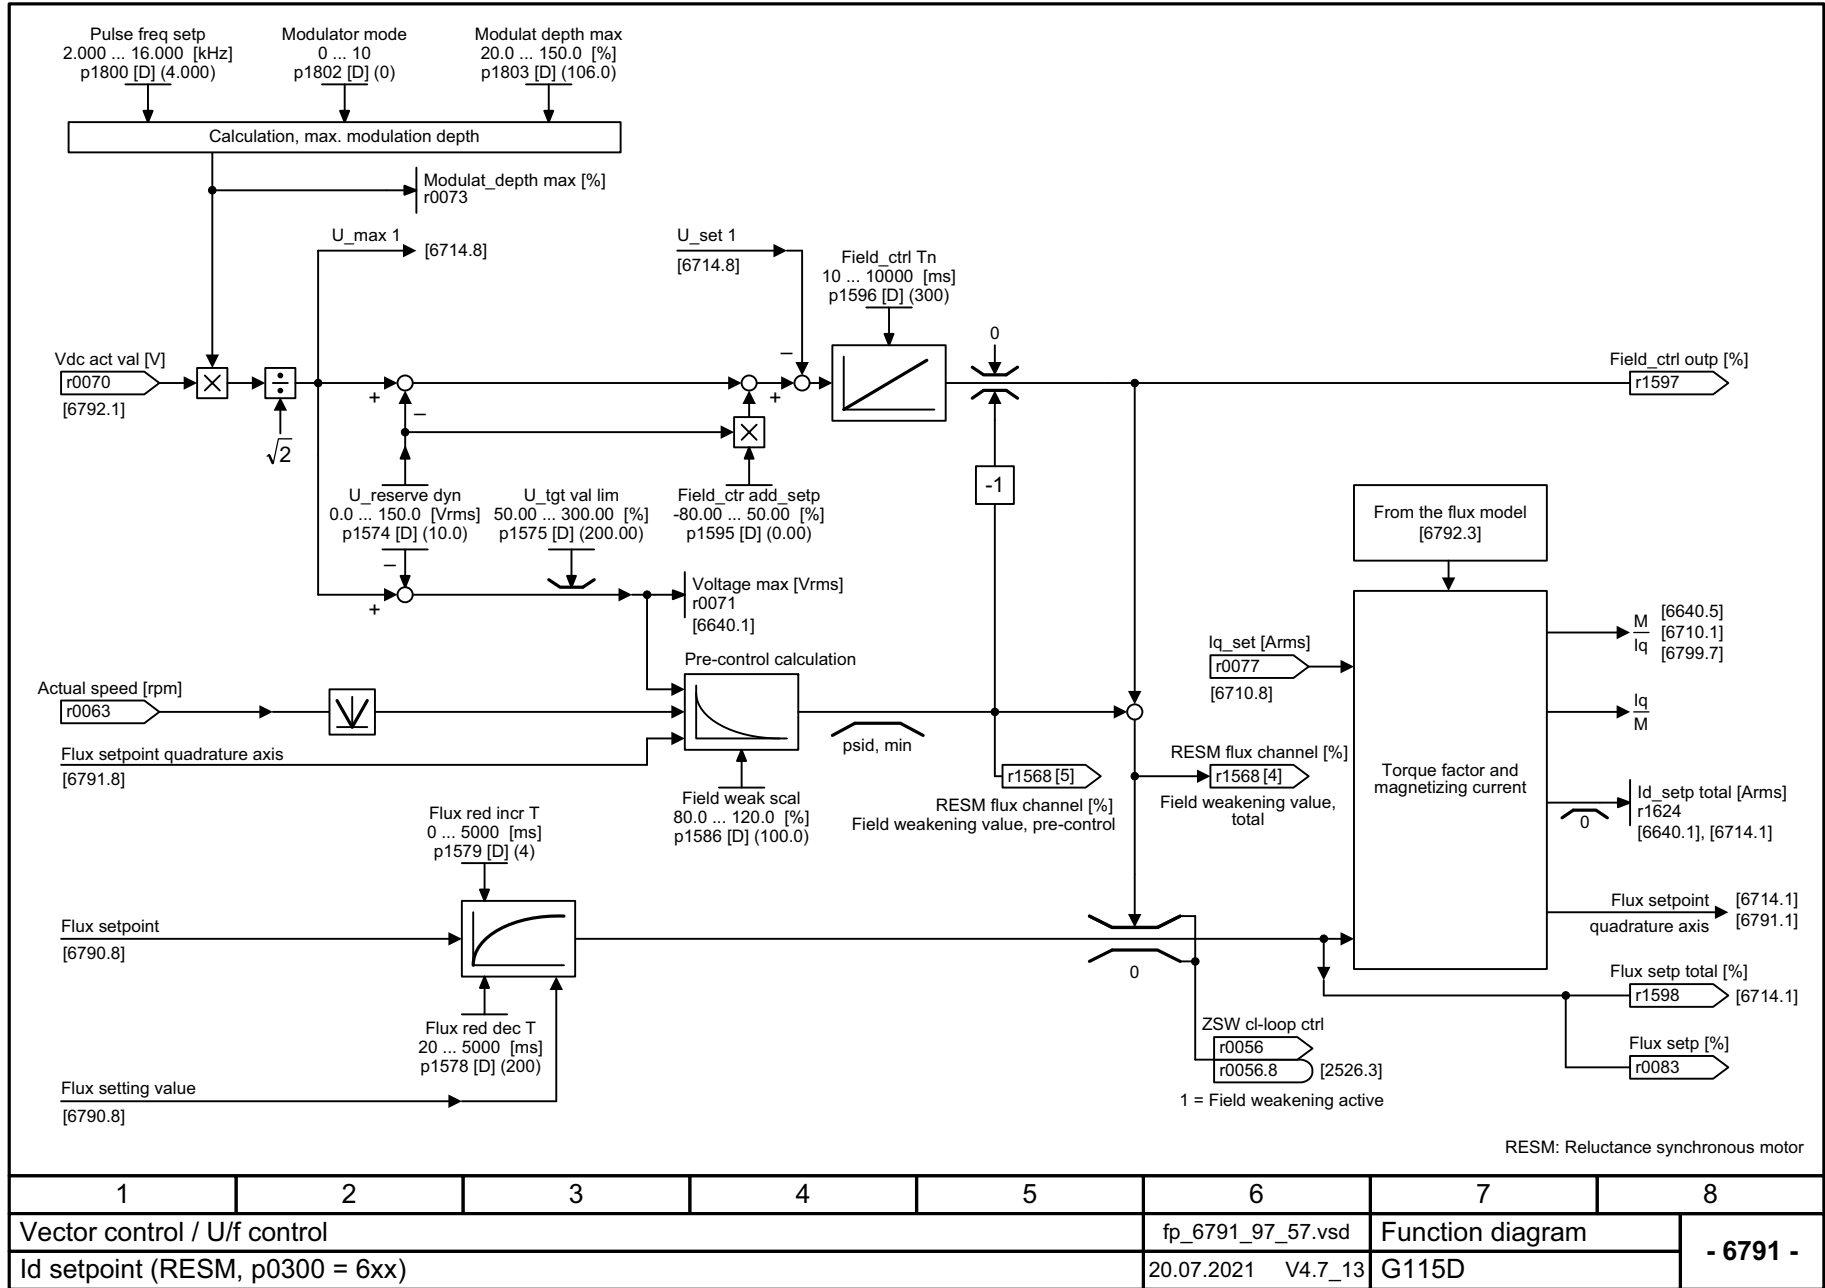 Pulse freq setp
2.000 ... 16.000 [kHz]
p1800 [D] (4.000)
Modulator mode
0 ... 10
p1802 [D] (0)
Modulat depth max
20.0 ... 150.0 [%]
p1803 [D] (106.0)
Calculation, max. modulation depth
Modulat_depth max [%]
r0073
U_max 1
[6714.8]
U_set 1
[6714.8]
Field_ctrl Tn
10 ... 10000 [ms]
p1596 [D] (300)
0
Vdc act val [V]
r0070
[6792.1]
×
÷
√2
+
–
×
+
–
Field_ctrl outp [%]
r1597
U_reserve dyn
0.0 ... 150.0 [Vrms]
p1574 [D] (10.0)
U_tgt val lim
50.00 ... 300.00 [%]
p1575 [D] (200.00)
Field_ctr add_setp
-80.00 ... 50.00 [%]
p1595 [D] (0.00)
-1
From the flux model
[6792.3]
–
+
Voltage max [Vrms]
r0071
[6640.1]
Pre-control calculation
Actual speed [rpm]
r0063
Flux setpoint quadrature axis
[6791.8]
psid, min
Field weak scal
80.0 ... 120.0 [%]
p1586 [D] (100.0)
r1568 [5]
RESM flux channel [%]
Field weakening value, pre-control
RESM flux channel [%]
r1568 [4]
Field weakening value,
total
Iq_set [Arms]
r0077
[6710.8]
Torque factor and
magnetizing current
M
Iq
[6640.5]
[6710.1]
[6799.7]
Iq
M
0
Id_setp total [Arms]
r1624
[6640.1], [6714.1]
Flux setpoint
quadrature axis
[6714.1]
[6791.1]
Flux red incr T
0 ... 5000 [ms]
p1579 [D] (4)
Flux setpoint
[6790.8]
Flux red dec T
20 ... 5000 [ms]
p1578 [D] (200)
Flux setting value
[6790.8]
0
ZSW cl-loop ctrl
r0056
r0056.8
[2526.3]
1 = Field weakening active
Flux setp total [%]
r1598
[6714.1]
Flux setp [%]
r0083
RESM: Reluctance synchronous motor
1 2 3 4 5 6 7 8
Vector control / U/f control
fp_6791_97_57.vsd
Function diagram
- 6791 -
Id setpoint (RESM, p0300 = 6xx)
20.07.2021 V4.7_13
G115D